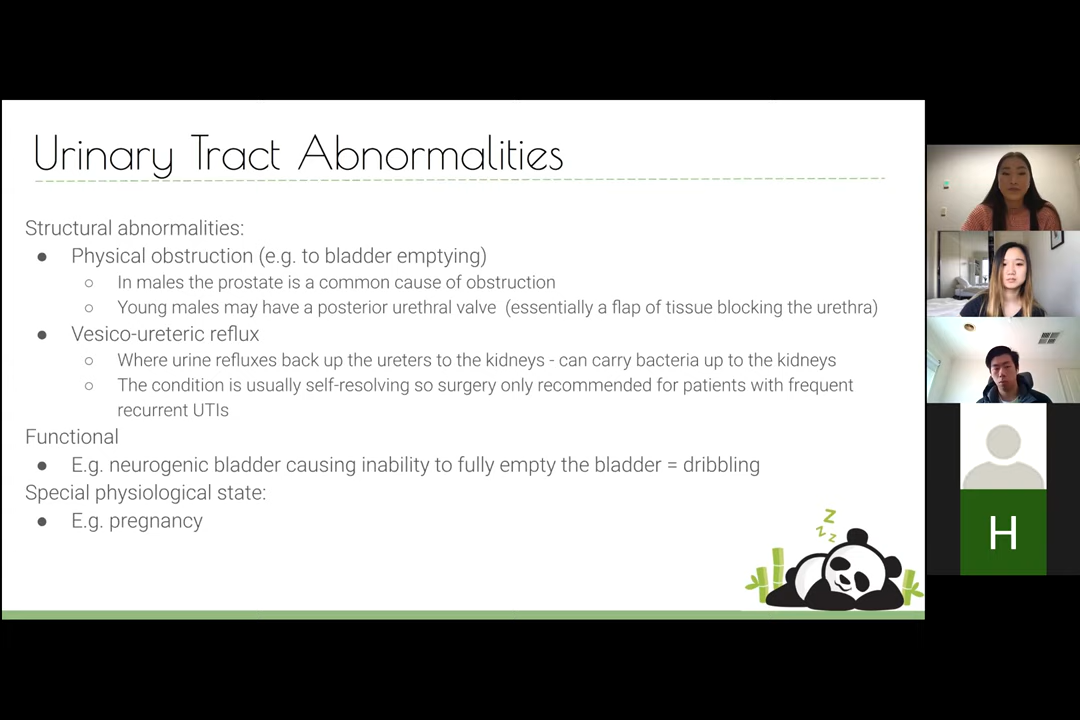 Urinary Tract Abnormalities
Structural abnormalities:
● Physical obstruction (e.g. to bladder emptying)
○ In males the prostate is a common cause of obstruction
○ Young males may have a posterior urethral valve (essentially a flap of tissue blocking the urethra)
● Vesico-ureteric reflux
○ Where urine refluxes back up the ureters to the kidneys - can carry bacteria up to the kidneys
○ The condition is usually self-resolving so surgery only recommended for patients with frequent
recurrent UTIs
Functional
● E.g. neurogenic bladder causing inability to fully empty the bladder = dribbling
Special physiological state:
● E.g. pregnancy
z z z
H